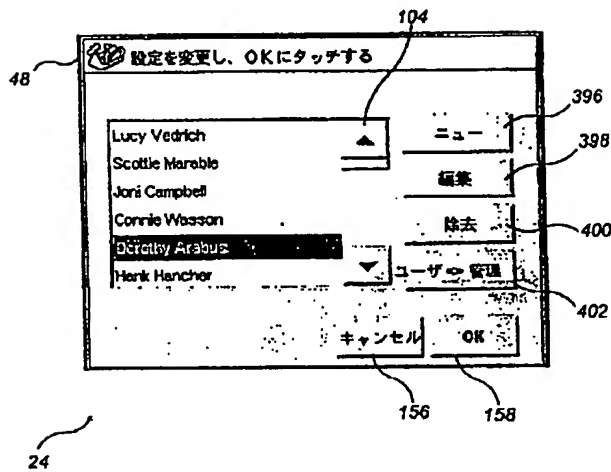 104
48
設定を変更し、OKにタッチする
396
398
Lucy Vedrich
ニュー
Scottie Marable
編集
Joni Campbell
400
Connie Wasson
除去
Dorothy Arabus
ユーザ⇔管理
402
Henk Hancher
キャンセル
OK
156
158
24